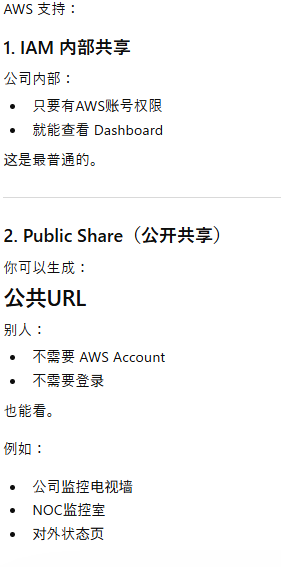 AWS 支持：
1. IAM 内部共享
公司内部：
• 只要有AWS账号权限
• 就能查看 Dashboard
这是最普通的。
2. Public Share（公开共享）
你可以生成：
公共URL
别人：
• 不需要 AWS Account
• 不需要登录
也能看。
例如：
• 公司监控电视墙
• NOC监控室
• 对外状态页